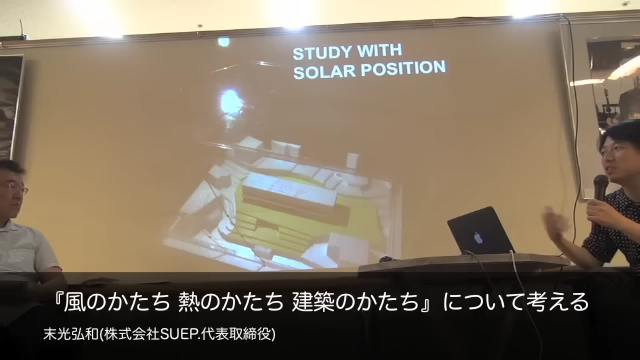 STUDY WITH
SOLAR POSITION
『風のかたち 熱のかたち 建築のかたち』について考える
末光弘和(株式会社SUEP.代表取締役)